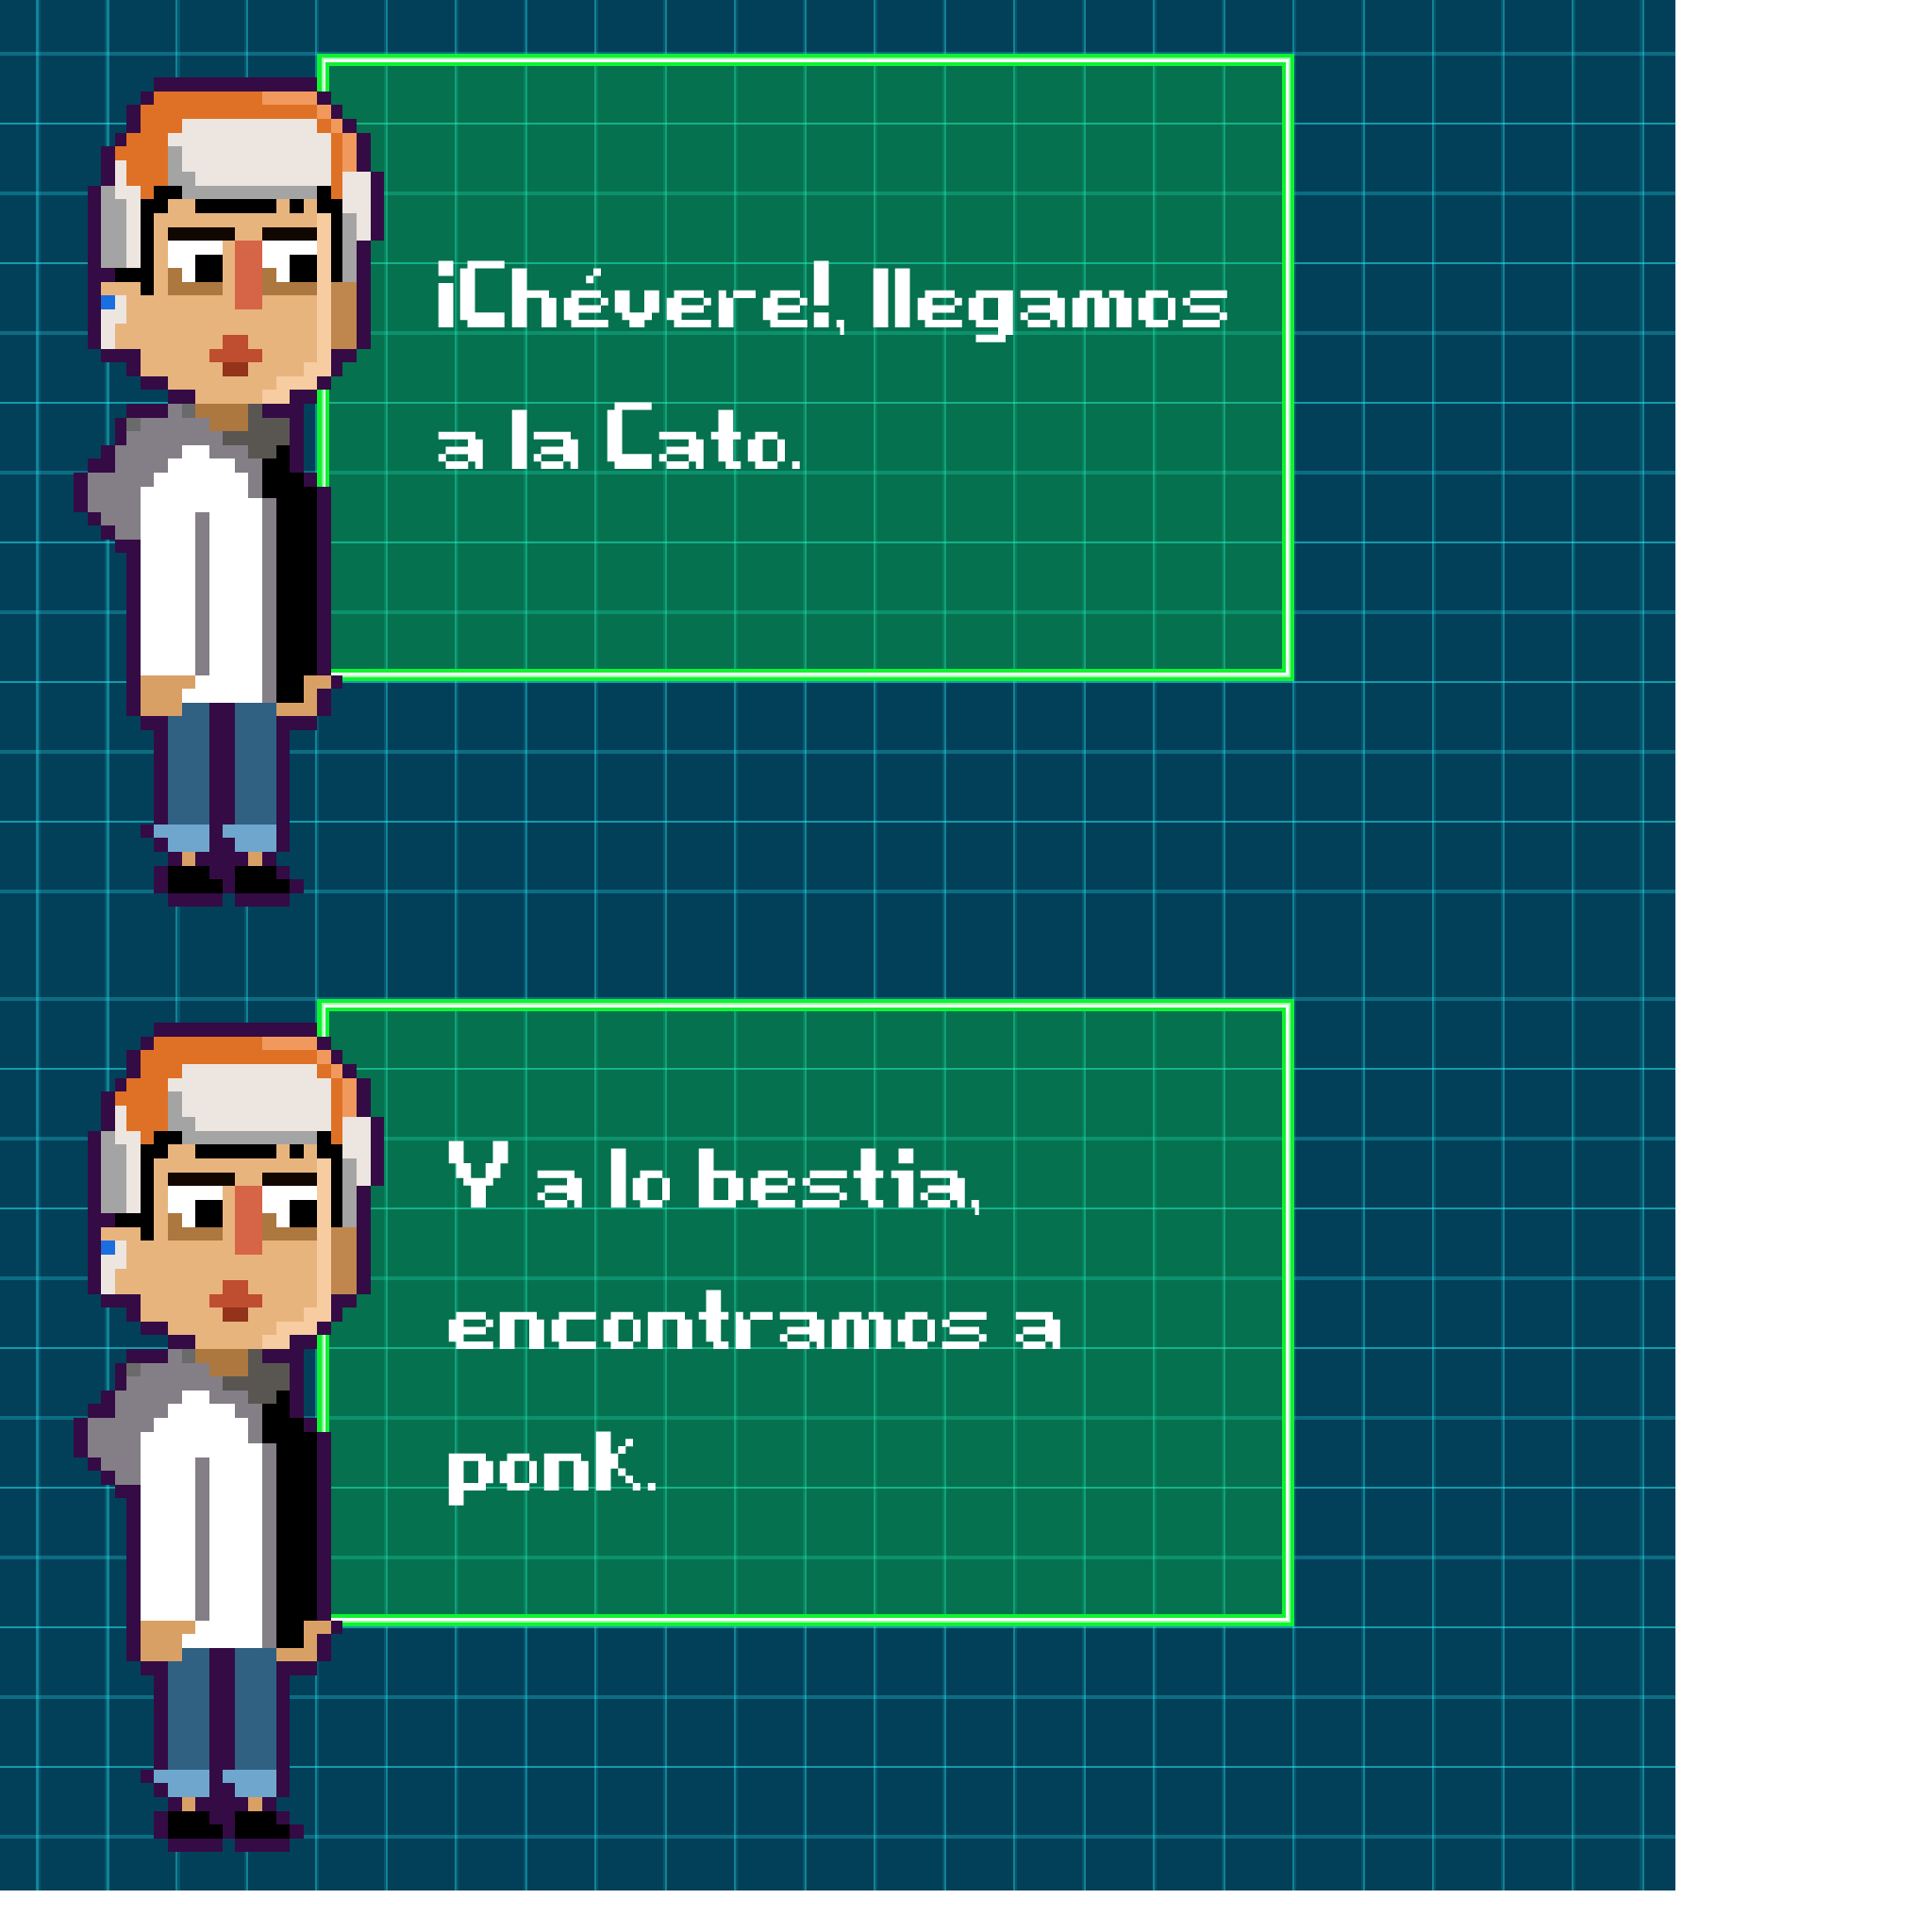 ¡Chévere!, llegamos
a la Cato.
Y a lo bestia,
encontramos a
ponk.